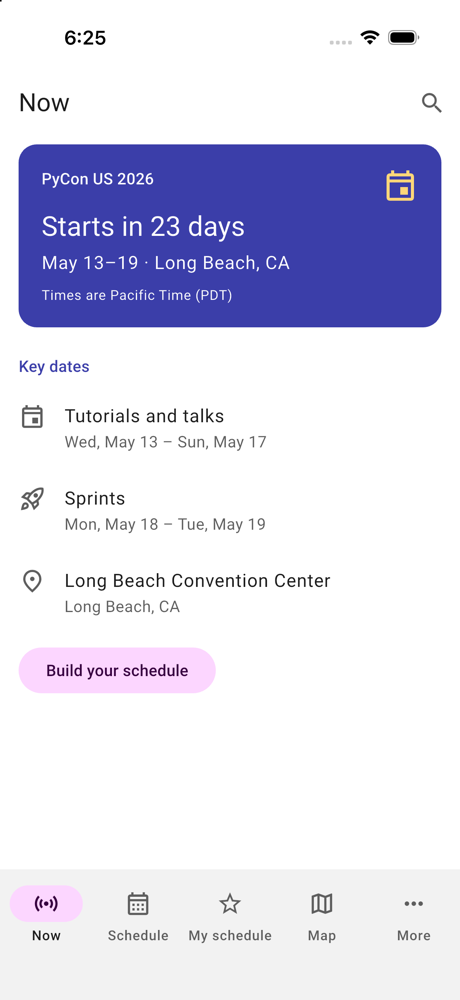 6:25
Now
PyCon US 2026
Starts in 23 days
May 13–19 · Long Beach, CA
Times are Pacific Time (PDT)
Key dates
Tutorials and talks
Wed, May 13 – Sun, May 17
Sprints
Mon, May 18 – Tue, May 19
Long Beach Convention Center
Long Beach, CA
Build your schedule
Now
Schedule
My schedule
Map
More